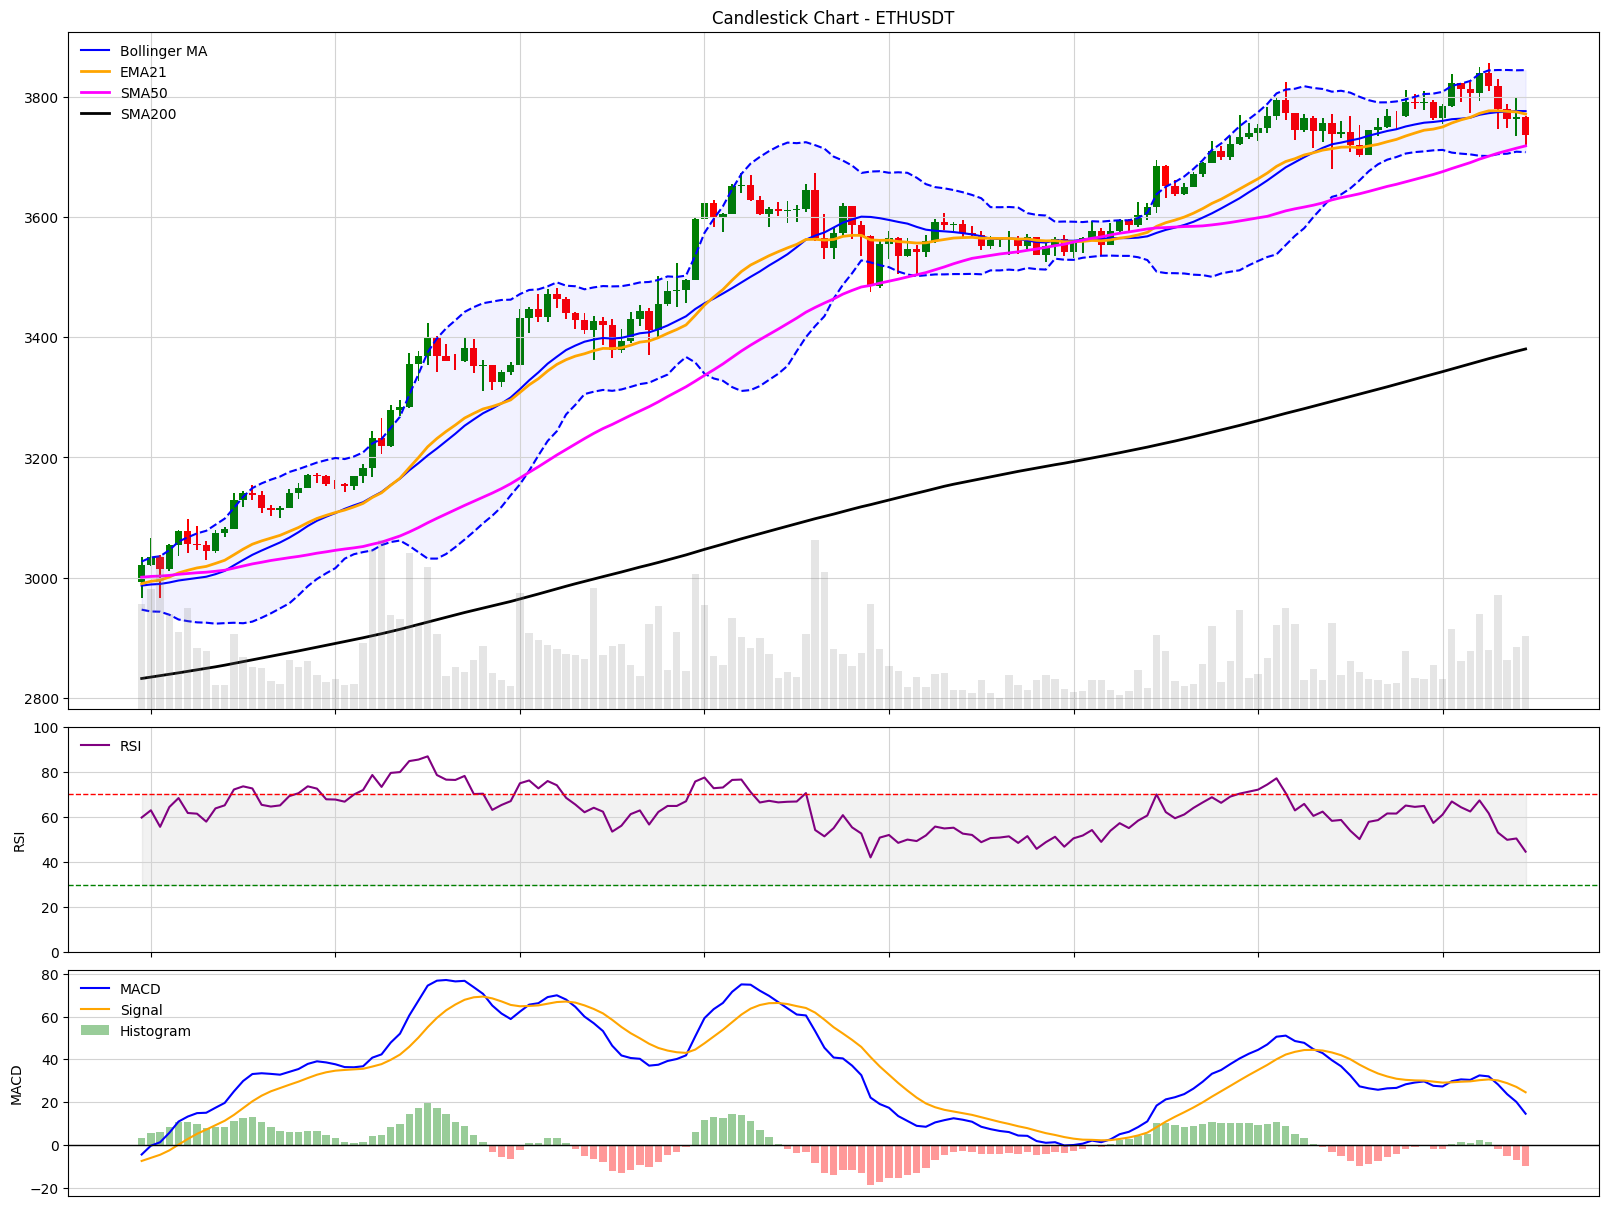 Candlestick Chart - ETHUSDT
Bollinger MA
EMA21
SMA50
SMA200
3800
3600
3400
3200
3000
2800
100
80
60
40
20
0
RSI
RSI
80
60
40
20
0
−20
MACD
MACD
Signal
Histogram